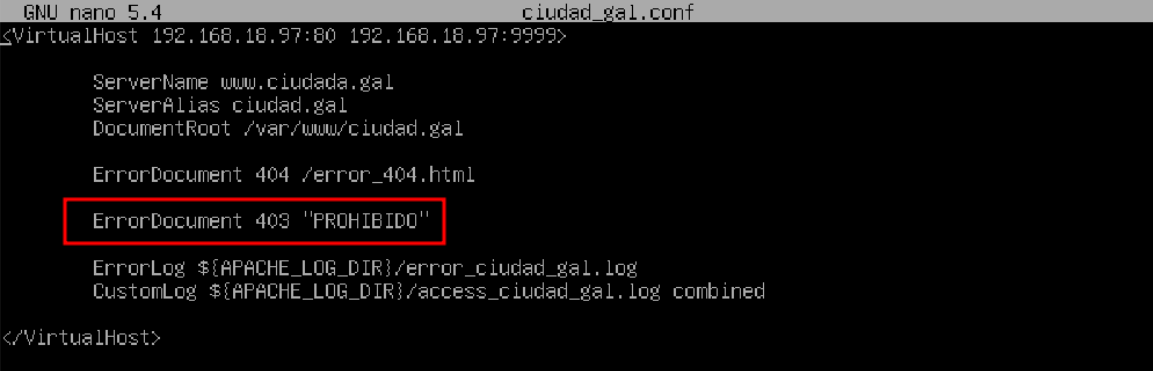 GNU nano 5.4 ciudad_gal.conf
<VirtualHost 192.168.18.97:80 192.168.18.97:9999>
ServerName www.ciudada.gal
ServerAlias ciudad.gal
DocumentRoot /var/www/ciudad.gal
ErrorDocument 404 /error_404.html
ErrorDocument 403 "PROHIBIDO"
ErrorLog ${APACHE_LOG_DIR}/error_ciudad_gal.log
CustomLog ${APACHE_LOG_DIR}/access_ciudad_gal.log combined
</VirtualHost>